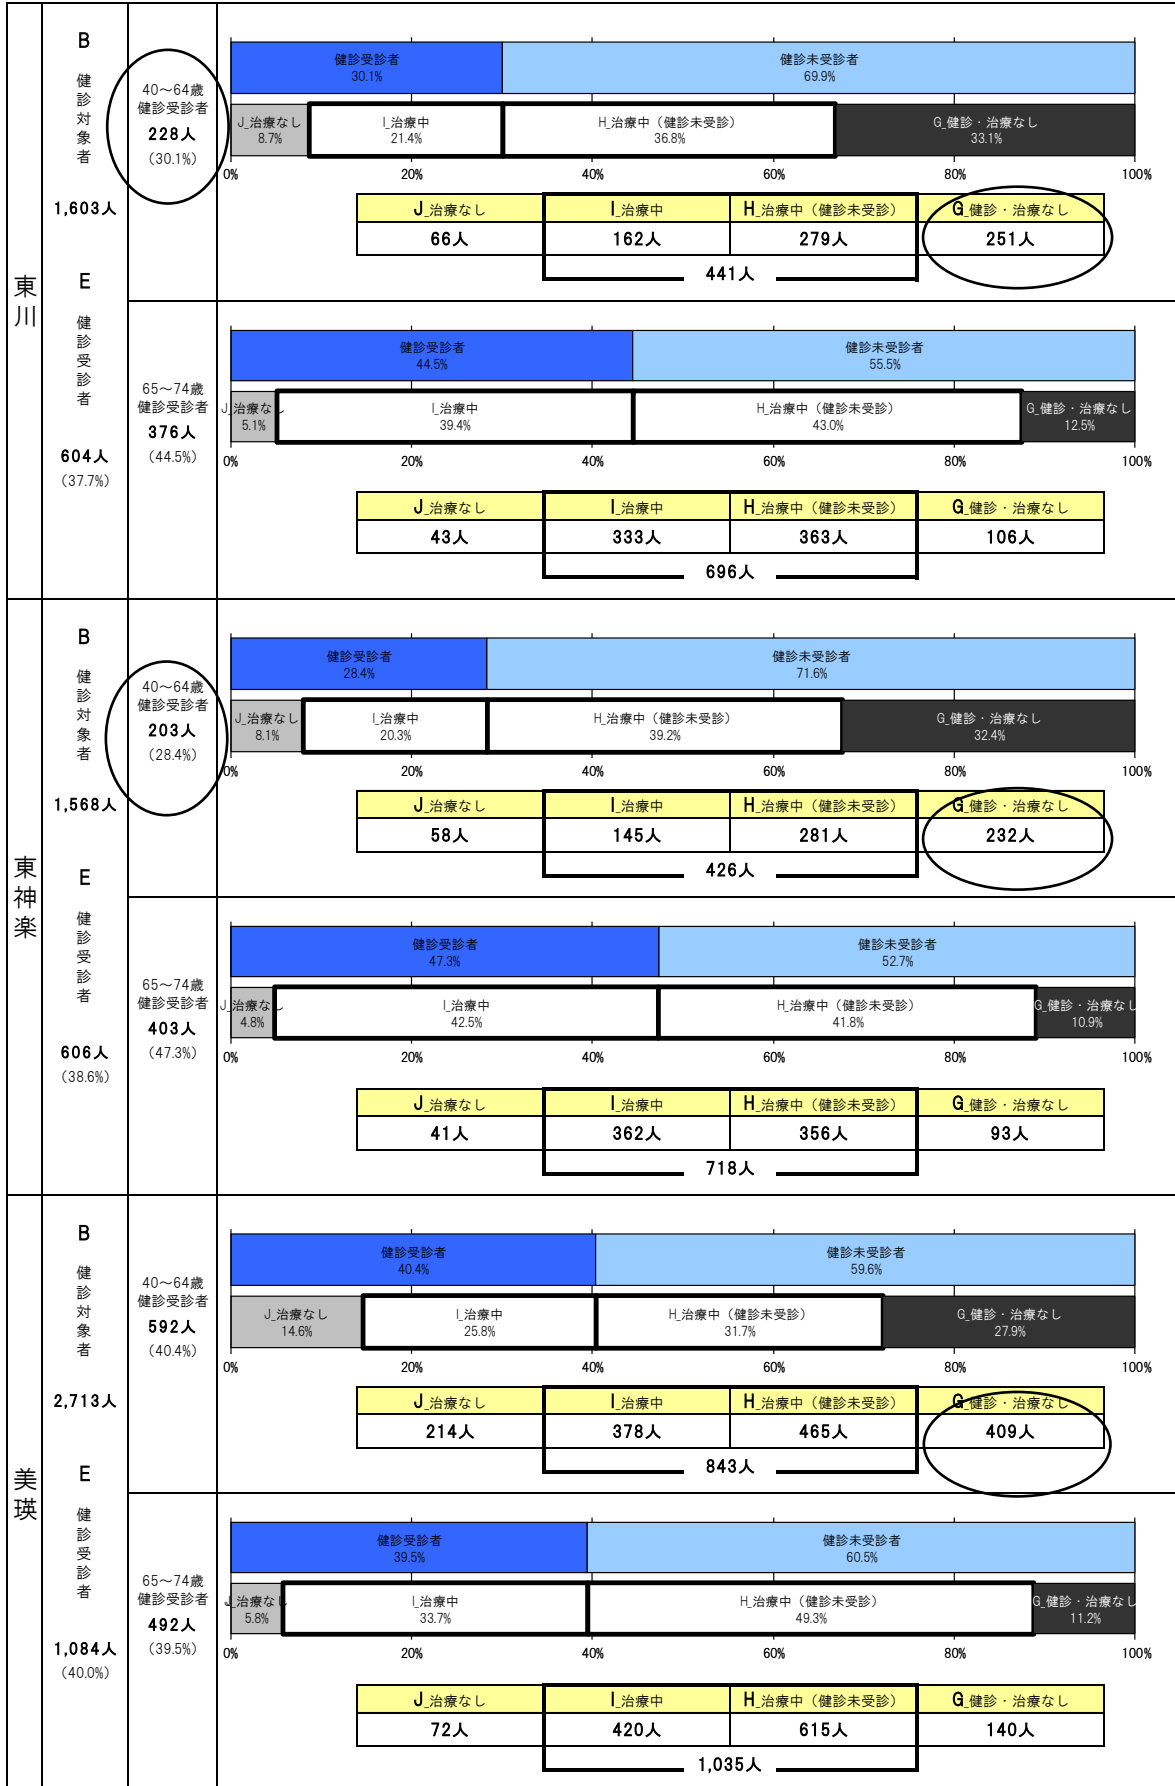 東川
B
健診対象者
1,603人
E
健診受診者
604人
(37.7%)
40～64歳
健診受診者
228人
(30.1%)
健診受診者
30.1%
健診未受診者
69.9%
J_治療なし
8.7%
I_治療中
21.4%
H_治療中（健診未受診）
36.8%
G_健診・治療なし
33.1%
0% 20% 40% 60% 80% 100%
J_治療なし I_治療中 H_治療中（健診未受診） G_健診・治療なし
66人 162人 279人 251人
441人
65～74歳
健診受診者
376人
(44.5%)
健診受診者
44.5%
健診未受診者
55.5%
J_治療なし
5.1%
I_治療中
39.4%
H_治療中（健診未受診）
43.0%
G_健診・治療なし
12.5%
0% 20% 40% 60% 80% 100%
J_治療なし I_治療中 H_治療中（健診未受診） G_健診・治療なし
43人 333人 363人 106人
696人
東神楽
B
健診対象者
1,568人
E
健診受診者
606人
(38.6%)
40～64歳
健診受診者
203人
(28.4%)
健診受診者
28.4%
健診未受診者
71.6%
J_治療なし
8.1%
I_治療中
20.3%
H_治療中（健診未受診）
39.2%
G_健診・治療なし
32.4%
0% 20% 40% 60% 80% 100%
J_治療なし I_治療中 H_治療中（健診未受診） G_健診・治療なし
58人 145人 281人 232人
426人
65～74歳
健診受診者
403人
(47.3%)
健診受診者
47.3%
健診未受診者
52.7%
J_治療なし
4.8%
I_治療中
42.5%
H_治療中（健診未受診）
41.8%
G_健診・治療なし
10.9%
0% 20% 40% 60% 80% 100%
J_治療なし I_治療中 H_治療中（健診未受診） G_健診・治療なし
41人 362人 356人 93人
718人
美瑛
B
健診対象者
2,713人
E
健診受診者
1,084人
(40.0%)
40～64歳
健診受診者
592人
(40.4%)
健診受診者
40.4%
健診未受診者
59.6%
J_治療なし
14.6%
I_治療中
25.8%
H_治療中（健診未受診）
31.7%
G_健診・治療なし
27.9%
0% 20% 40% 60% 80% 100%
J_治療なし I_治療中 H_治療中（健診未受診） G_健診・治療なし
214人 378人 465人 409人
843人
65～74歳
健診受診者
492人
(39.5%)
健診受診者
39.5%
健診未受診者
60.5%
J_治療なし
5.8%
I_治療中
33.7%
H_治療中（健診未受診）
49.3%
G_健診・治療なし
11.2%
0% 20% 40% 60% 80% 100%
J_治療なし I_治療中 H_治療中（健診未受診） G_健診・治療なし
72人 420人 615人 140人
1,035人